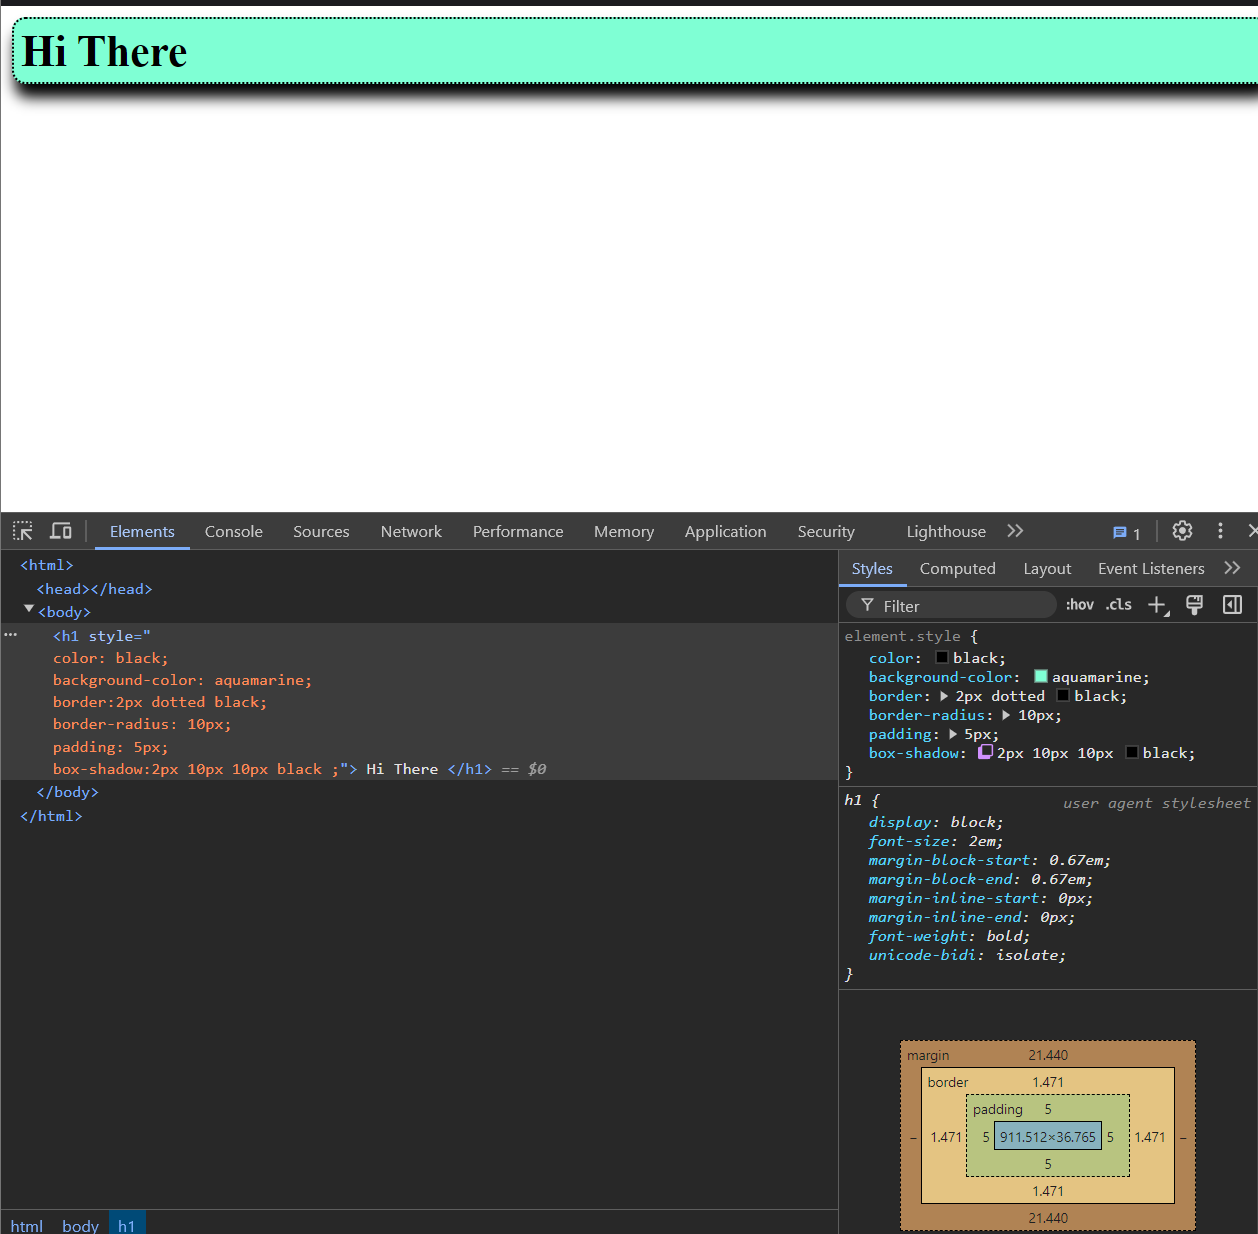 Hi There
Elements Console Sources Network Performance Memory Application Security Lighthouse 1
<html>
<head></head>
<body>
<h1 style="
color: black;
background-color: aquamarine;
border:2px dotted black;
border-radius: 10px;
padding: 5px;
box-shadow:2px 10px 10px black ;"> Hi There </h1> == $0
</body>
</html>
html body h1
Styles Computed Layout Event Listeners
Filter :hov .cls
element.style {
color: black;
background-color: aquamarine;
border: 2px dotted black;
border-radius: 10px;
padding: 5px;
box-shadow: 2px 10px 10px black;
}
h1 { user agent stylesheet
display: block;
font-size: 2em;
margin-block-start: 0.67em;
margin-block-end: 0.67em;
margin-inline-start: 0px;
margin-inline-end: 0px;
font-weight: bold;
unicode-bidi: isolate;
}
margin 21.440
border 1.471
padding 5
– 1.471 5 911.512×36.765 5 1.471 –
5
1.471
21.440